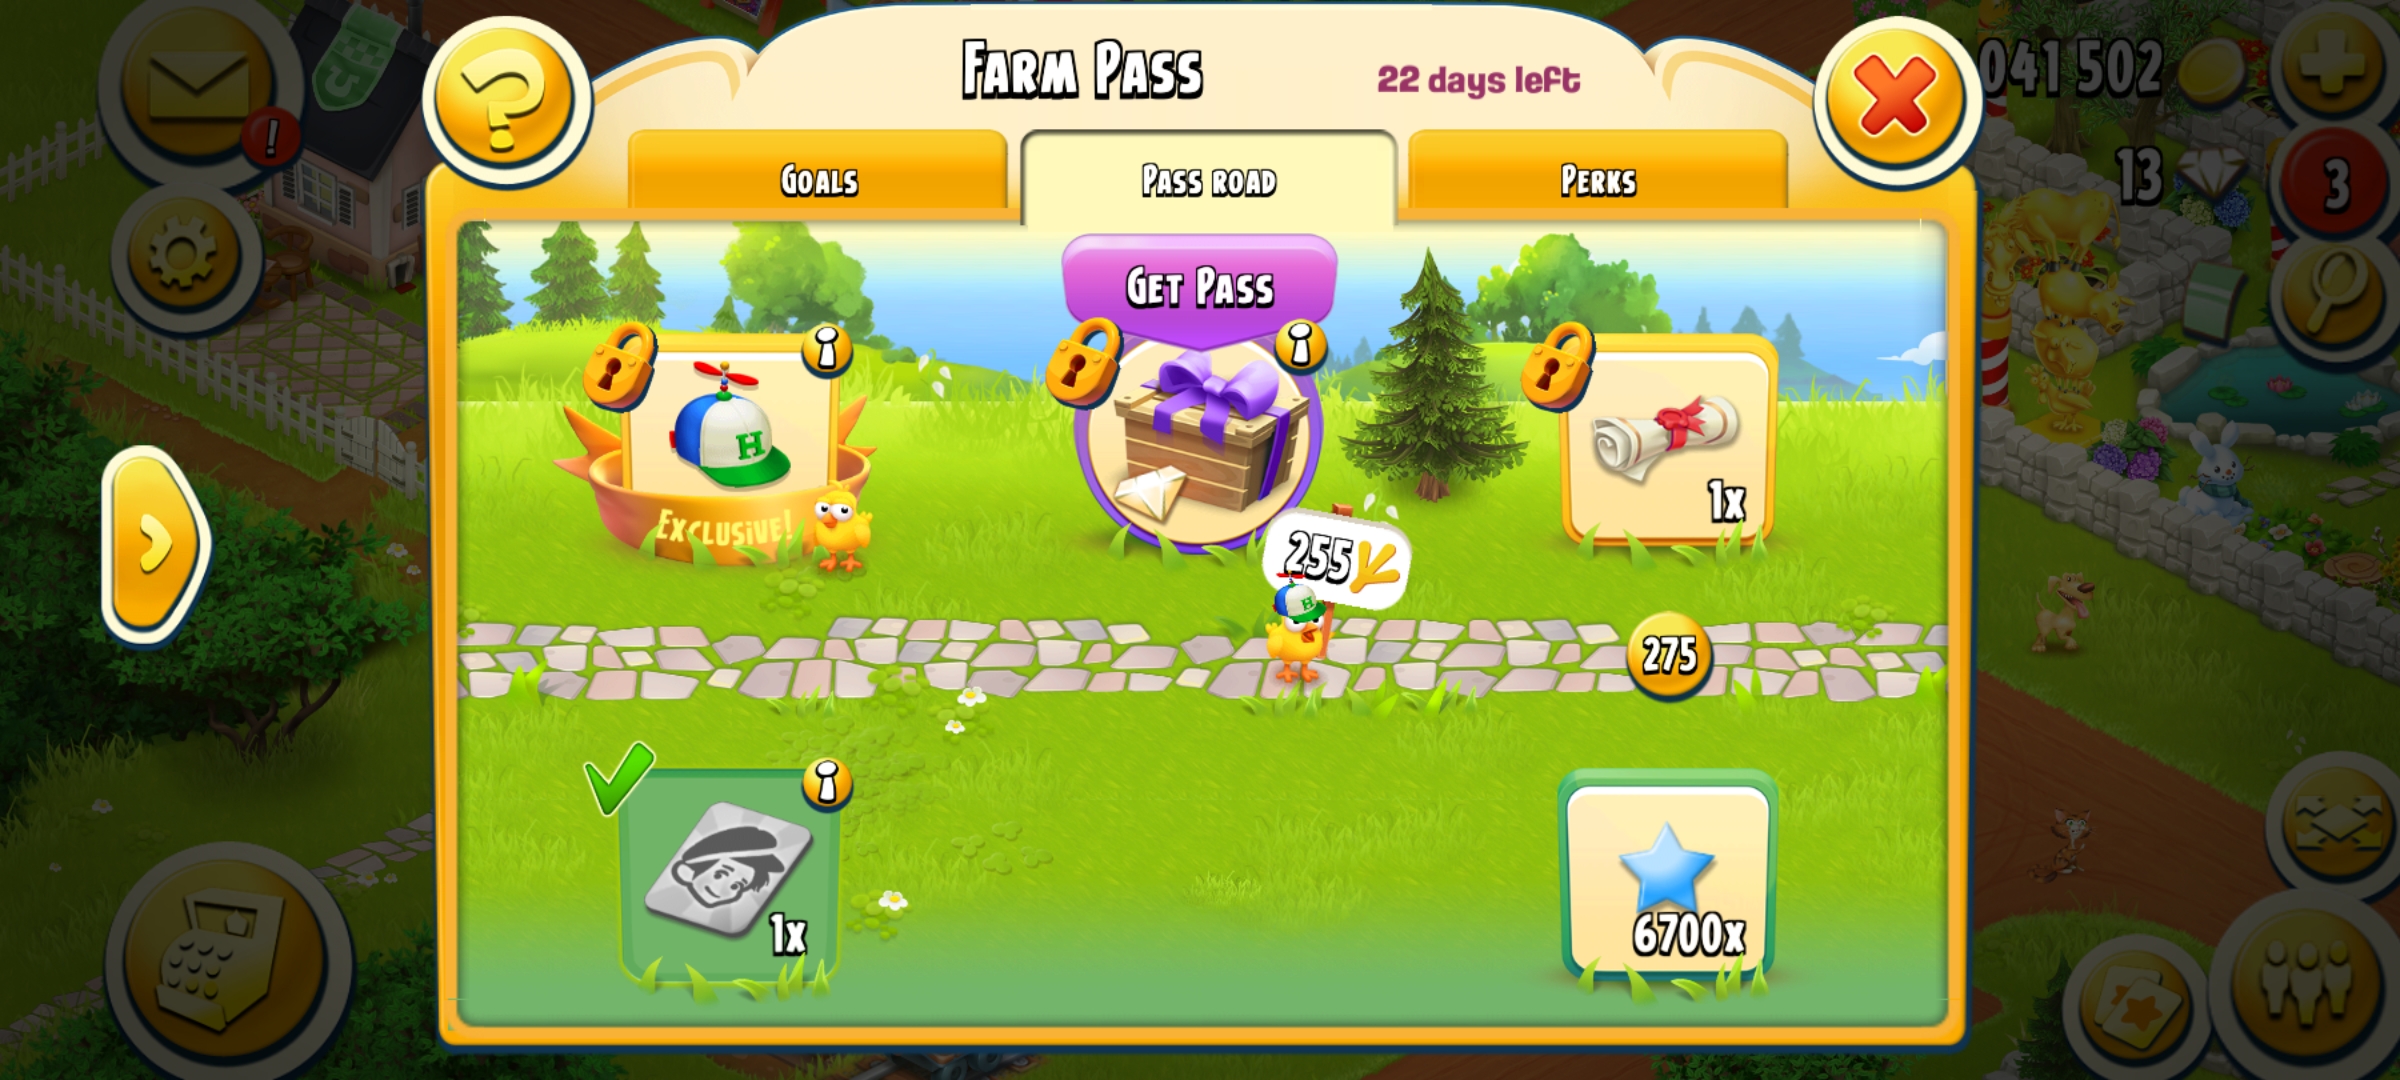 FARM PASS
22 days left
041 502
13
3
GOALS
PASS ROAD
PERKS
GET PASS
H
EXCLUSIVE!
1x
255
H
275
1x
6700x